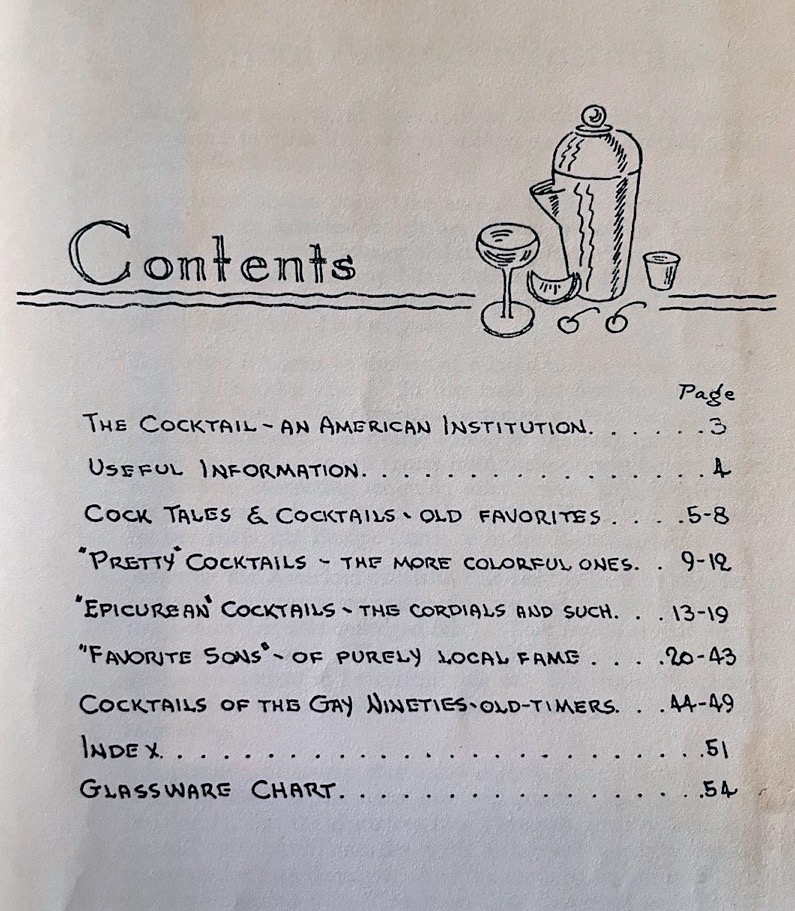 Contents
Page
THE COCKTAIL - AN AMERICAN INSTITUTION. . . . . . .3
USEFUL INFORMATION. . . . . . . . . . . . . . . . . 4
COCK TALES & COCKTAILS - OLD FAVORITES . . . .5-8
"PRETTY" COCKTAILS - THE MORE COLORFUL ONES. . 9-12
"EPICUREAN" COCKTAILS - THE CORDIALS AND SUCH. . .13-19
"FAVORITE SONS" - OF PURELY LOCAL FAME . . . .20-43
COCKTAILS OF THE GAY NINETIES - OLD-TIMERS. . .44-49
INDEX. . . . . . . . . . . . . . . . . . . . . . .51
GLASSWARE CHART. . . . . . . . . . . . . . . . .54